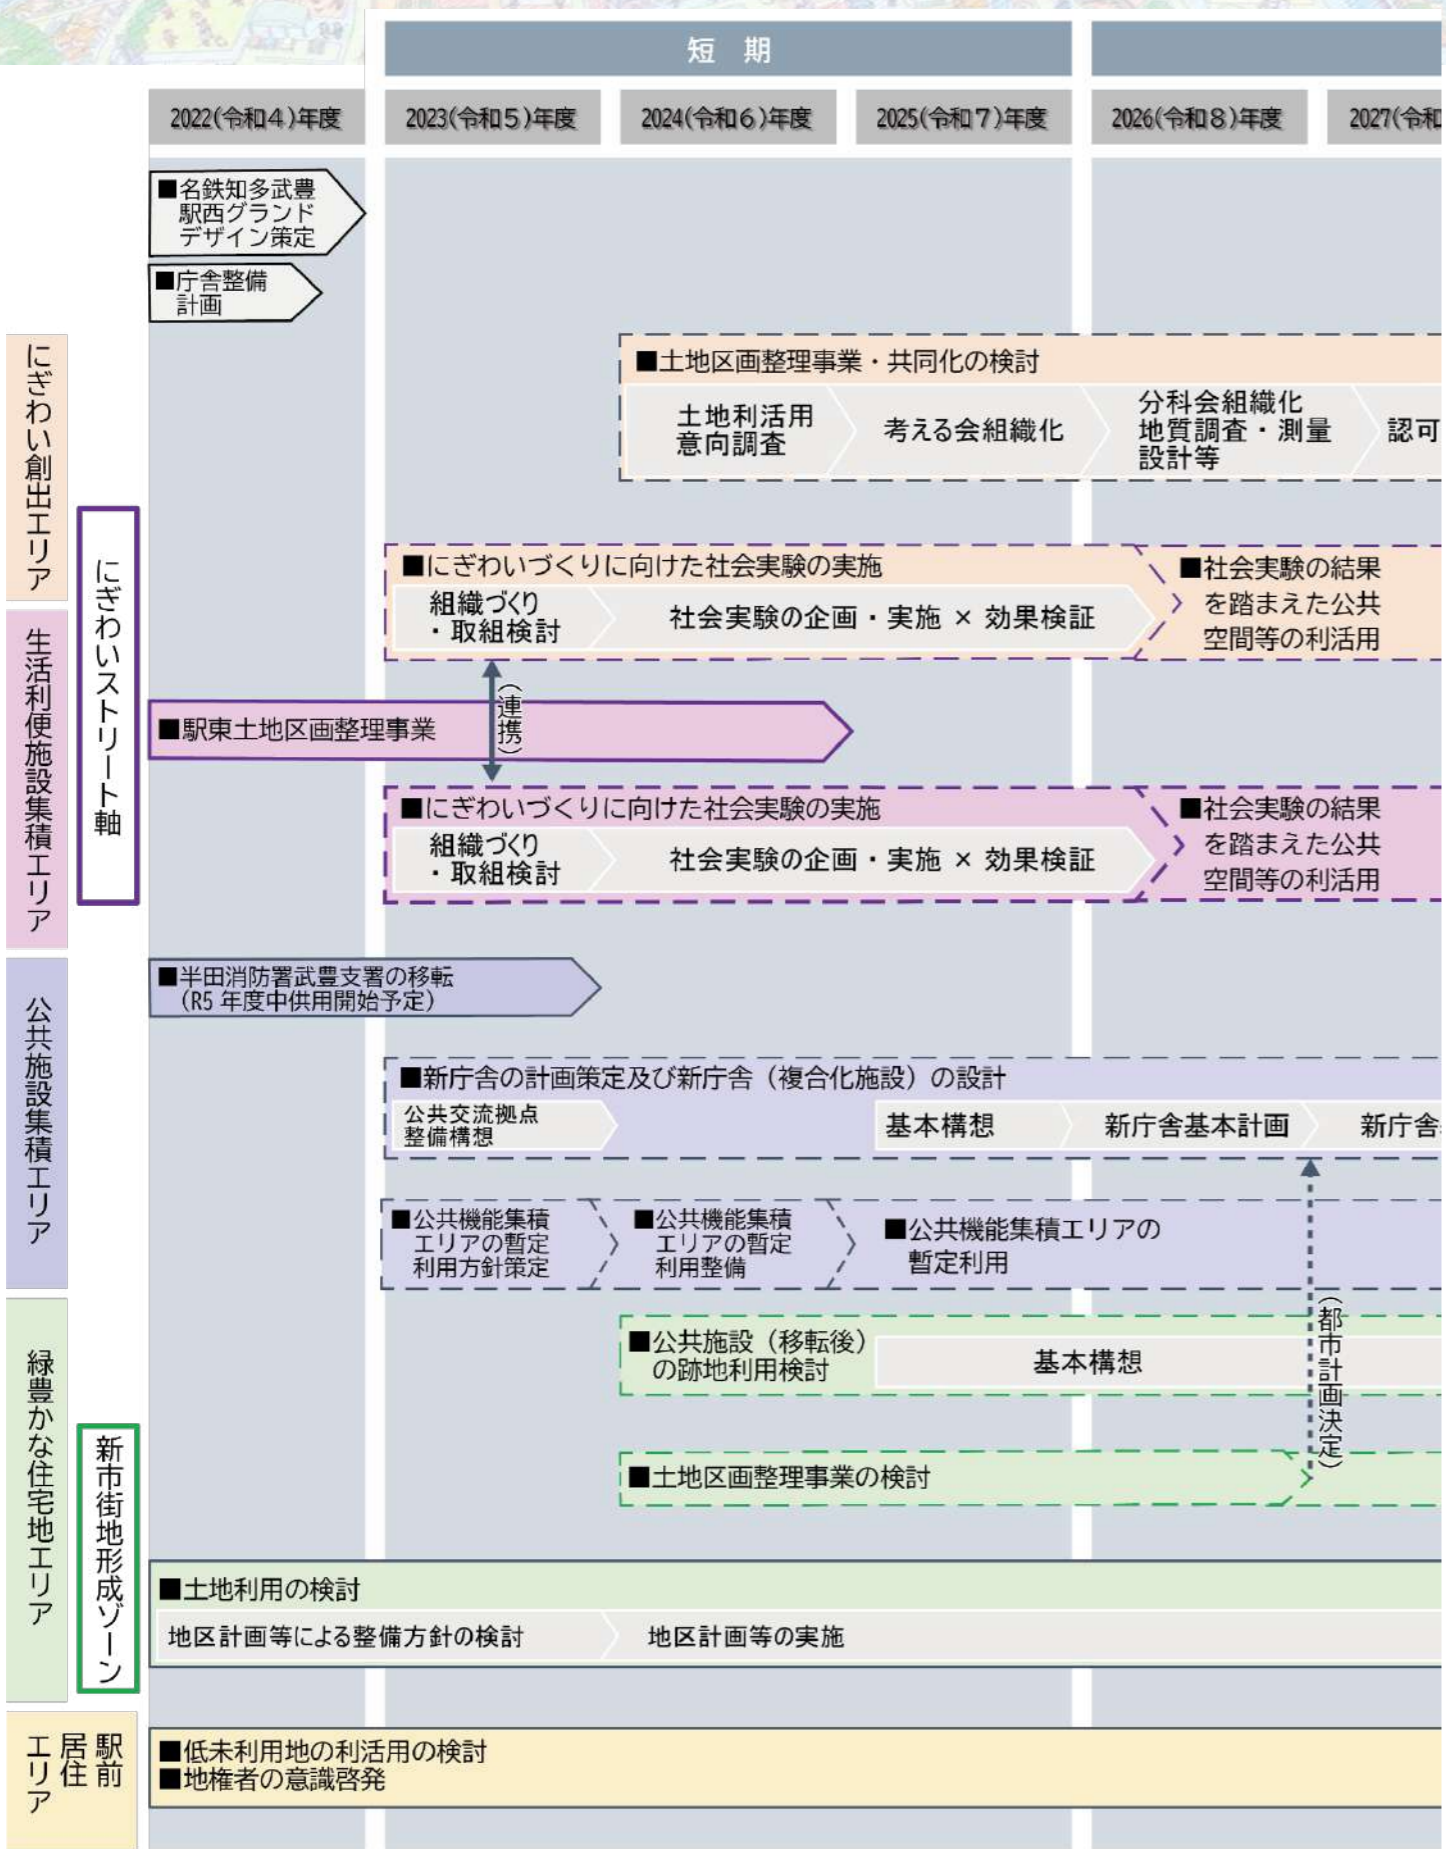 短 期
2022(令和4)年度
2023(令和5)年度
2024(令和6)年度
2025(令和7)年度
2026(令和8)年度
2027(令和
■名鉄知多武豊
駅西グランド
デザイン策定
■庁舎整備
計画
にぎわい創出エリア
■土地区画整理事業・共同化の検討
土地利活用
意向調査
考える会組織化
分科会組織化
地質調査・測量
設計等
認可
にぎわいストリート軸
■にぎわいづくりに向けた社会実験の実施
組織づくり
・取組検討
社会実験の企画・実施 × 効果検証
■社会実験の結果
を踏まえた公共
空間等の利活用
生活利便施設集積エリア
(連携)
■駅東土地区画整理事業
■にぎわいづくりに向けた社会実験の実施
組織づくり
・取組検討
社会実験の企画・実施 × 効果検証
■社会実験の結果
を踏まえた公共
空間等の利活用
公共施設集積エリア
■半田消防署武豊支署の移転
(R5 年度中供用開始予定)
■新庁舎の計画策定及び新庁舎（複合化施設）の設計
公共交流拠点
整備構想
基本構想
新庁舎基本計画
新庁舎
■公共機能集積
エリアの暫定
利用方針策定
■公共機能集積
エリアの暫定
利用整備
■公共機能集積エリアの
暫定利用
(都市計画決定)
緑豊かな住宅地エリア
■公共施設（移転後）
の跡地利用検討
基本構想
新市街地形成ゾーン
■土地区画整理事業の検討
■土地利用の検討
地区計画等による整備方針の検討
地区計画等の実施
駅前
居住
エリア
■低未利用地の利活用の検討
■地権者の意識啓発